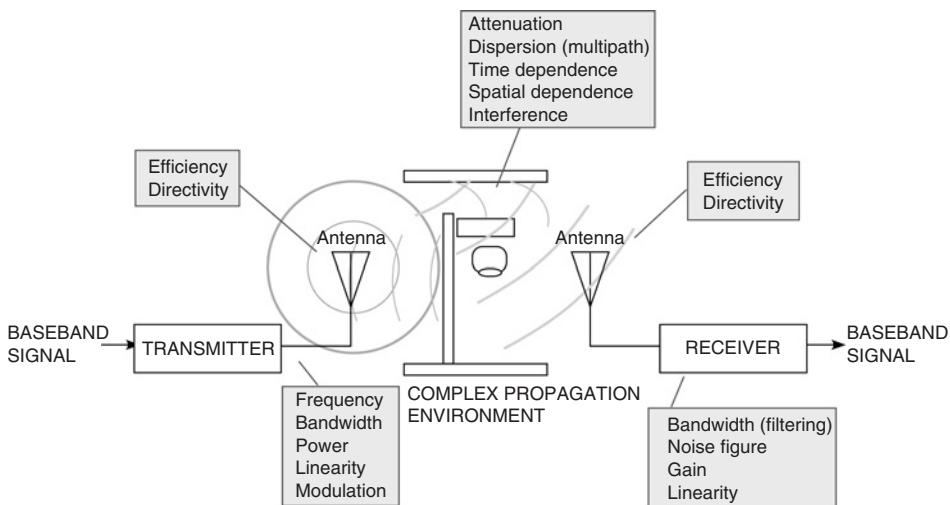 Attenuation
Dispersion (multipath)
Time dependence
Spatial dependence
Interference
Efficiency
Directivity
Efficiency
Directivity
Antenna
Antenna
BASEBAND
SIGNAL
TRANSMITTER
RECEIVER
BASEBAND
SIGNAL
COMPLEX PROPAGATION
ENVIRONMENT
Frequency
Bandwidth
Power
Linearity
Modulation
Bandwidth (filtering)
Noise figure
Gain
Linearity